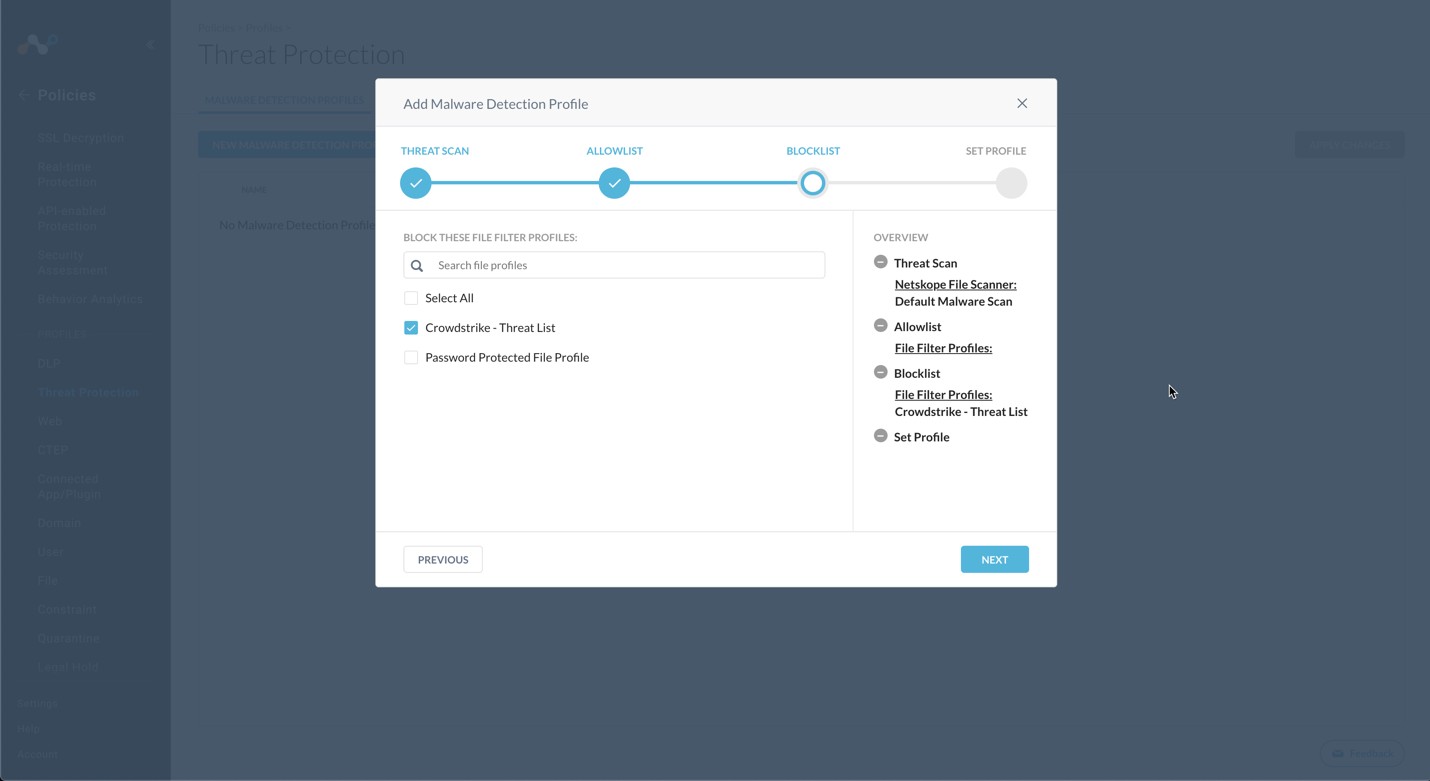 Policies > Profiles >
Threat Protection
Policies
MALWARE DETECTION PROFILES
SSL Decryption
NEW MALWARE DETECTION PROF
Real-time
Protection
NAME
API-enabled
Protection
No Malware Detection Profile
Security
Assessment
Behavior Analytics
PROFILES
DLP
Threat Protection
Web
CTEP
Connected
App/Plugin
Domain
User
File
Constraint
Quarantine
Legal Hold
Settings
Help
Account
Add Malware Detection Profile
THREAT SCAN
ALLOWLIST
BLOCKLIST
SET PROFILE
BLOCK THESE FILE FILTER PROFILES:
Search file profiles
Select All
Crowdstrike - Threat List
Password Protected File Profile
OVERVIEW
Threat Scan
Netskope File Scanner:
Default Malware Scan
Allowlist
File Filter Profiles:
Blocklist
File Filter Profiles:
Crowdstrike - Threat List
Set Profile
PREVIOUS
NEXT
Feedback